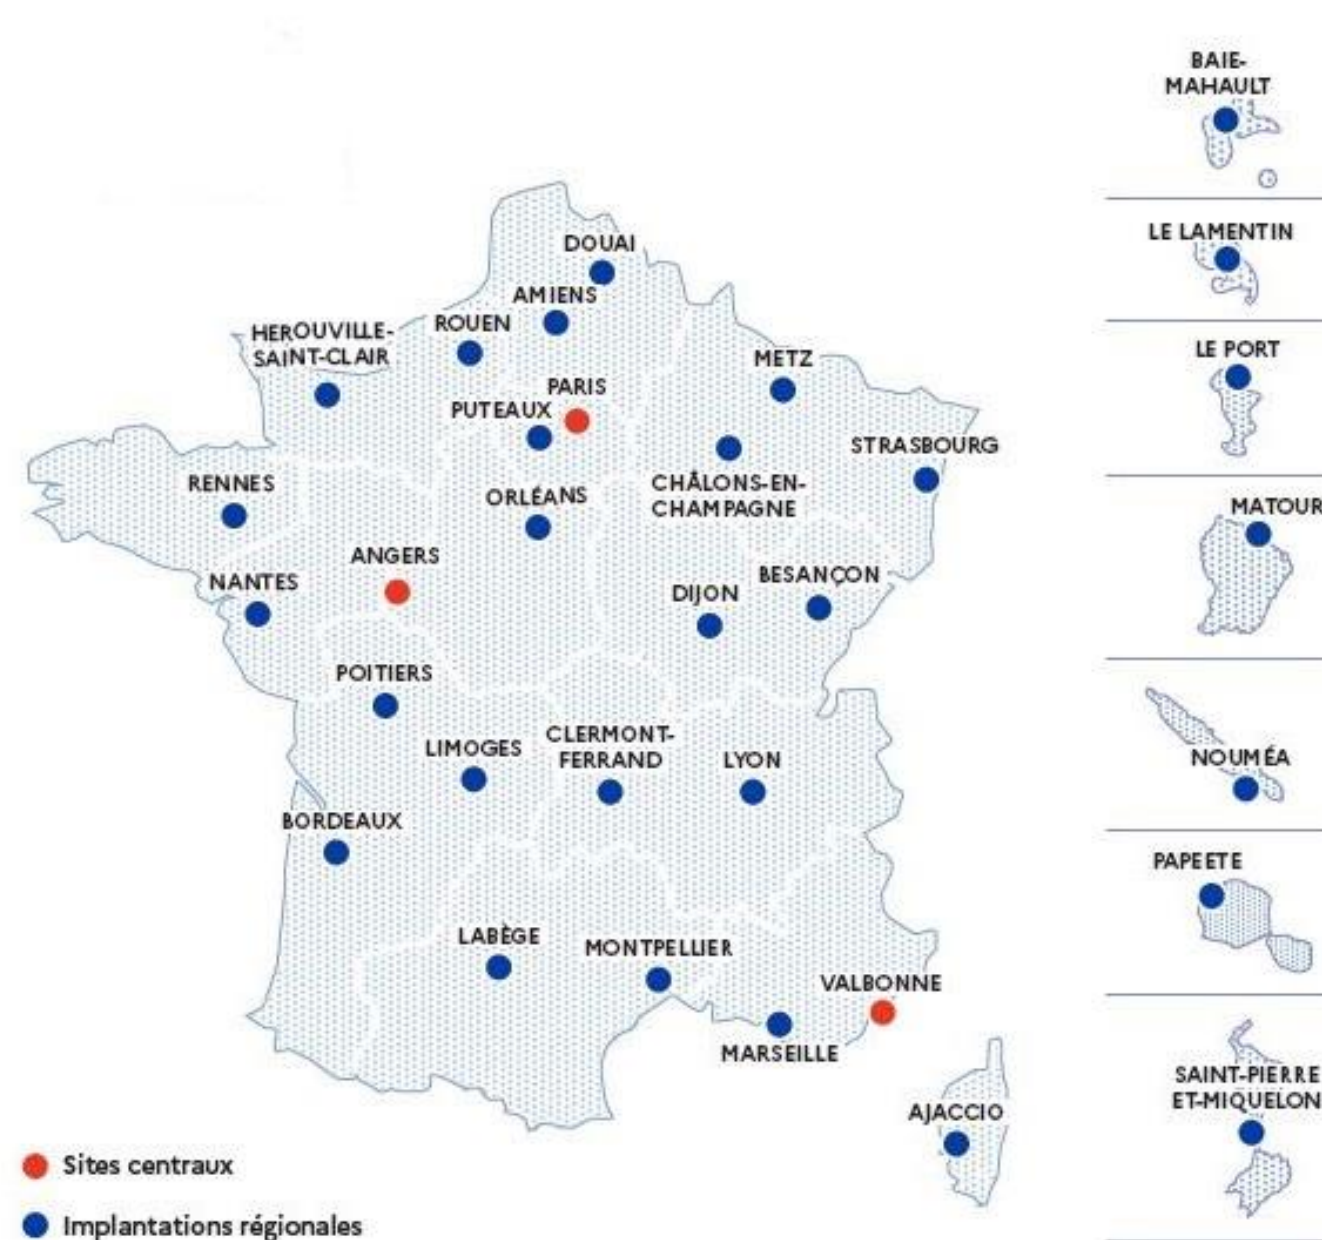 BAIE-
MAHAULT
LE LAMENTIN
LE PORT
MATOUR
NOUMÉA
PAPEETE
SAINT-PIERRE
ET-MIQUELON
DOUAI
AMIENS
ROUEN
HEROUVILLE-
SAINT-CLAIR
METZ
PARIS
PUTEAUX
STRASBOURG
CHÂLONS-EN-
CHAMPAGNE
RENNES
ORLÉANS
ANGERS
NANTES
DIJON
BESANÇON
POITIERS
LIMOGES
CLERMONT-
FERRAND
LYON
BORDEAUX
LABÈGE
MONTPELLIER
VALBONNE
MARSEILLE
AJACCIO
Sites centraux
Implantations régionales